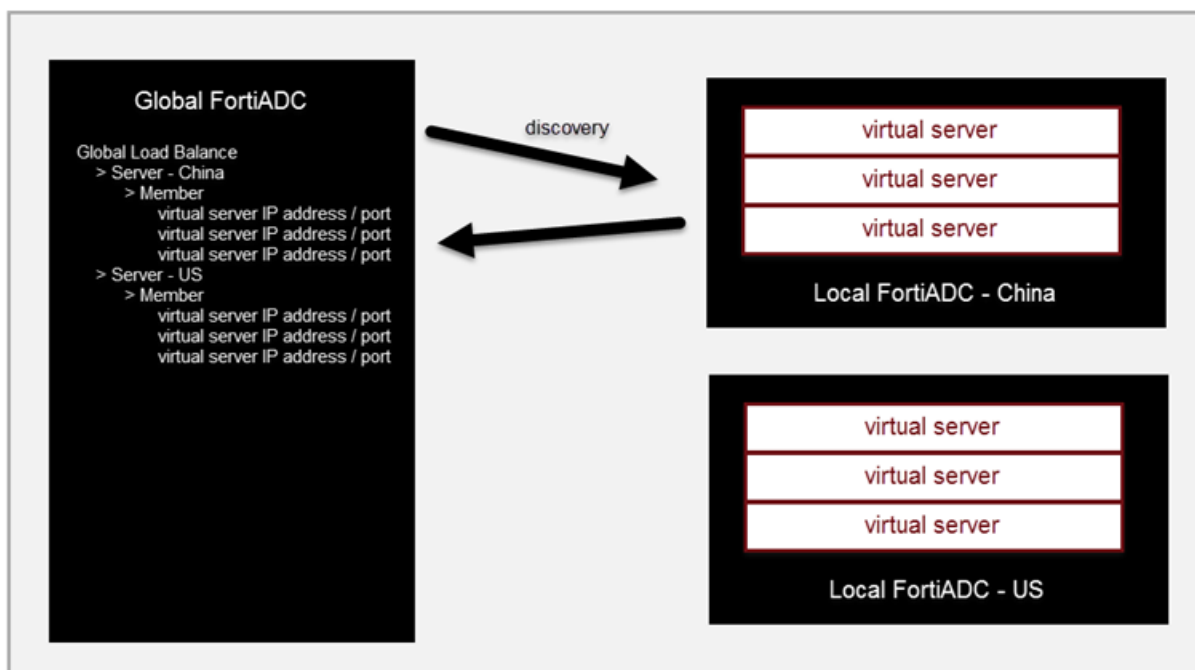 Global FortiADC
Global Load Balance
> Server - China
> Member
virtual server IP address / port
virtual server IP address / port
virtual server IP address / port
> Server - US
> Member
virtual server IP address / port
virtual server IP address / port
virtual server IP address / port
discovery
virtual server
virtual server
virtual server
Local FortiADC - China
virtual server
virtual server
virtual server
Local FortiADC - US